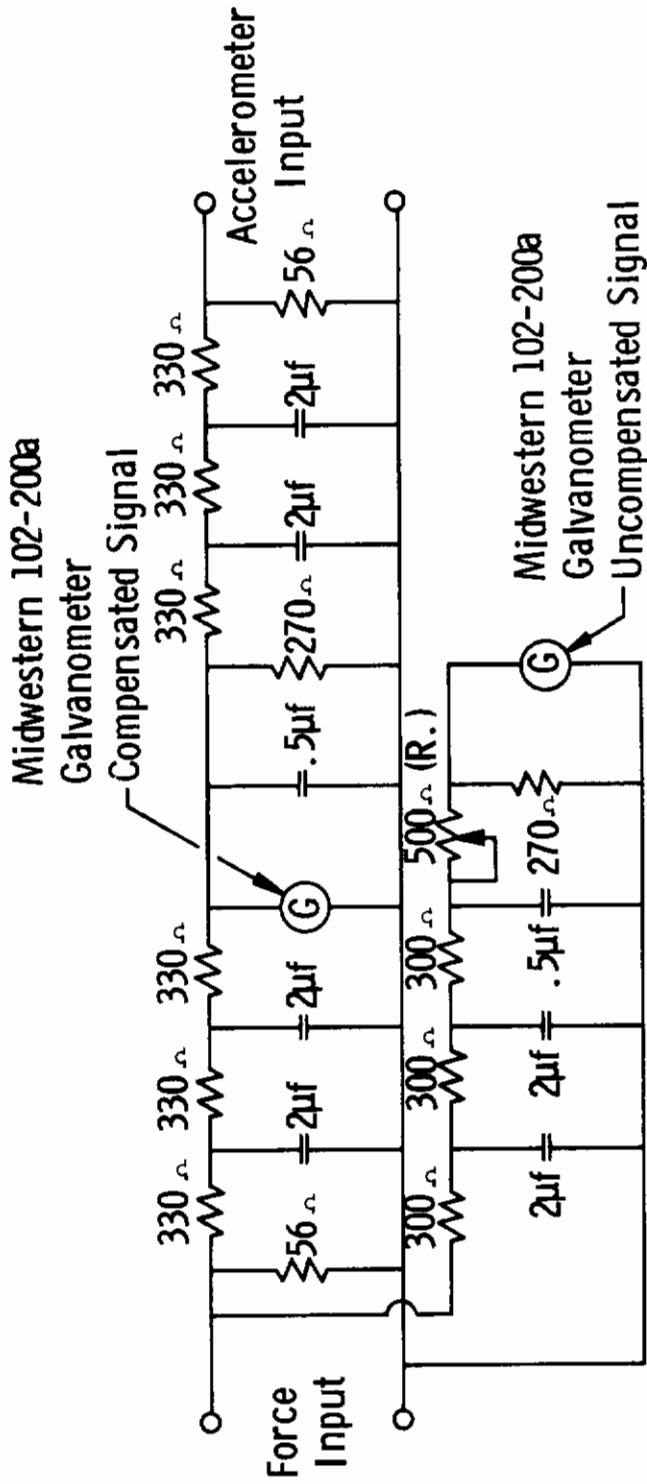 Midwestern 102-200a
Galvanometer
Compensated Signal
330 Ω
330 Ω
330 Ω
330 Ω
330 Ω
330 Ω
Force
Input
56 Ω
2μf
2μf
G
.5μf
270 Ω
2μf
2μf
56 Ω
Accelerometer
Input
300 Ω
300 Ω
300 Ω
500 Ω (R.)
2μf
2μf
.5μf
270 Ω
G
Midwestern 102-200a
Galvanometer
Uncompensated Signal